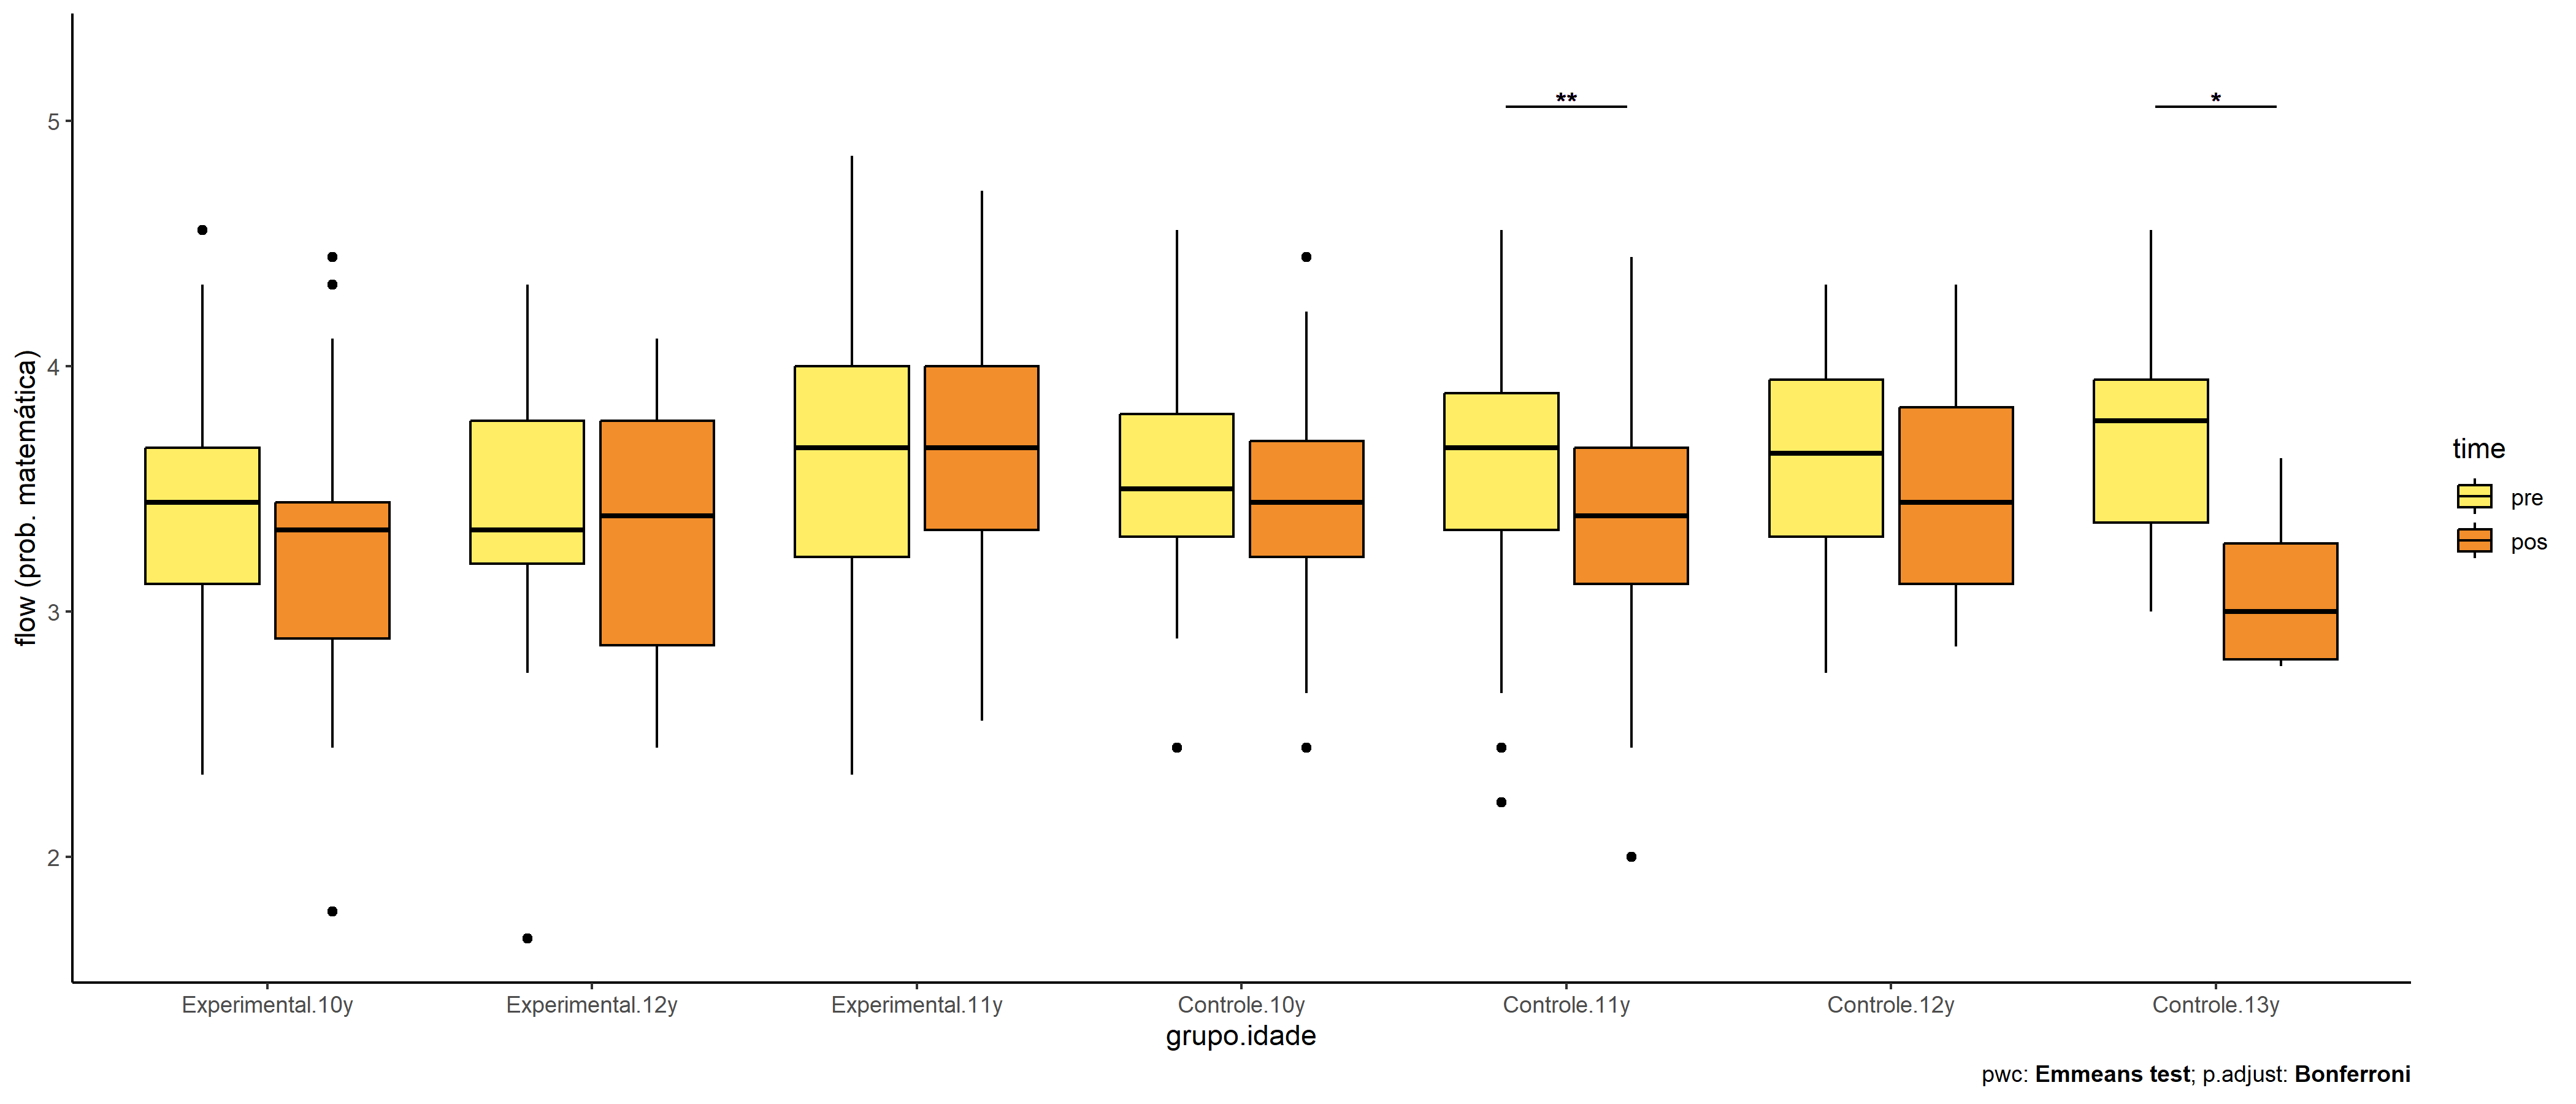 **
*
5
4
3
2
flow (prob. matemática)
Experimental.10y
Experimental.12y
Experimental.11y
Controle.10y
Controle.11y
Controle.12y
Controle.13y
grupo.idade
time
pre
pos
pwc: Emmeans test; p.adjust: Bonferroni